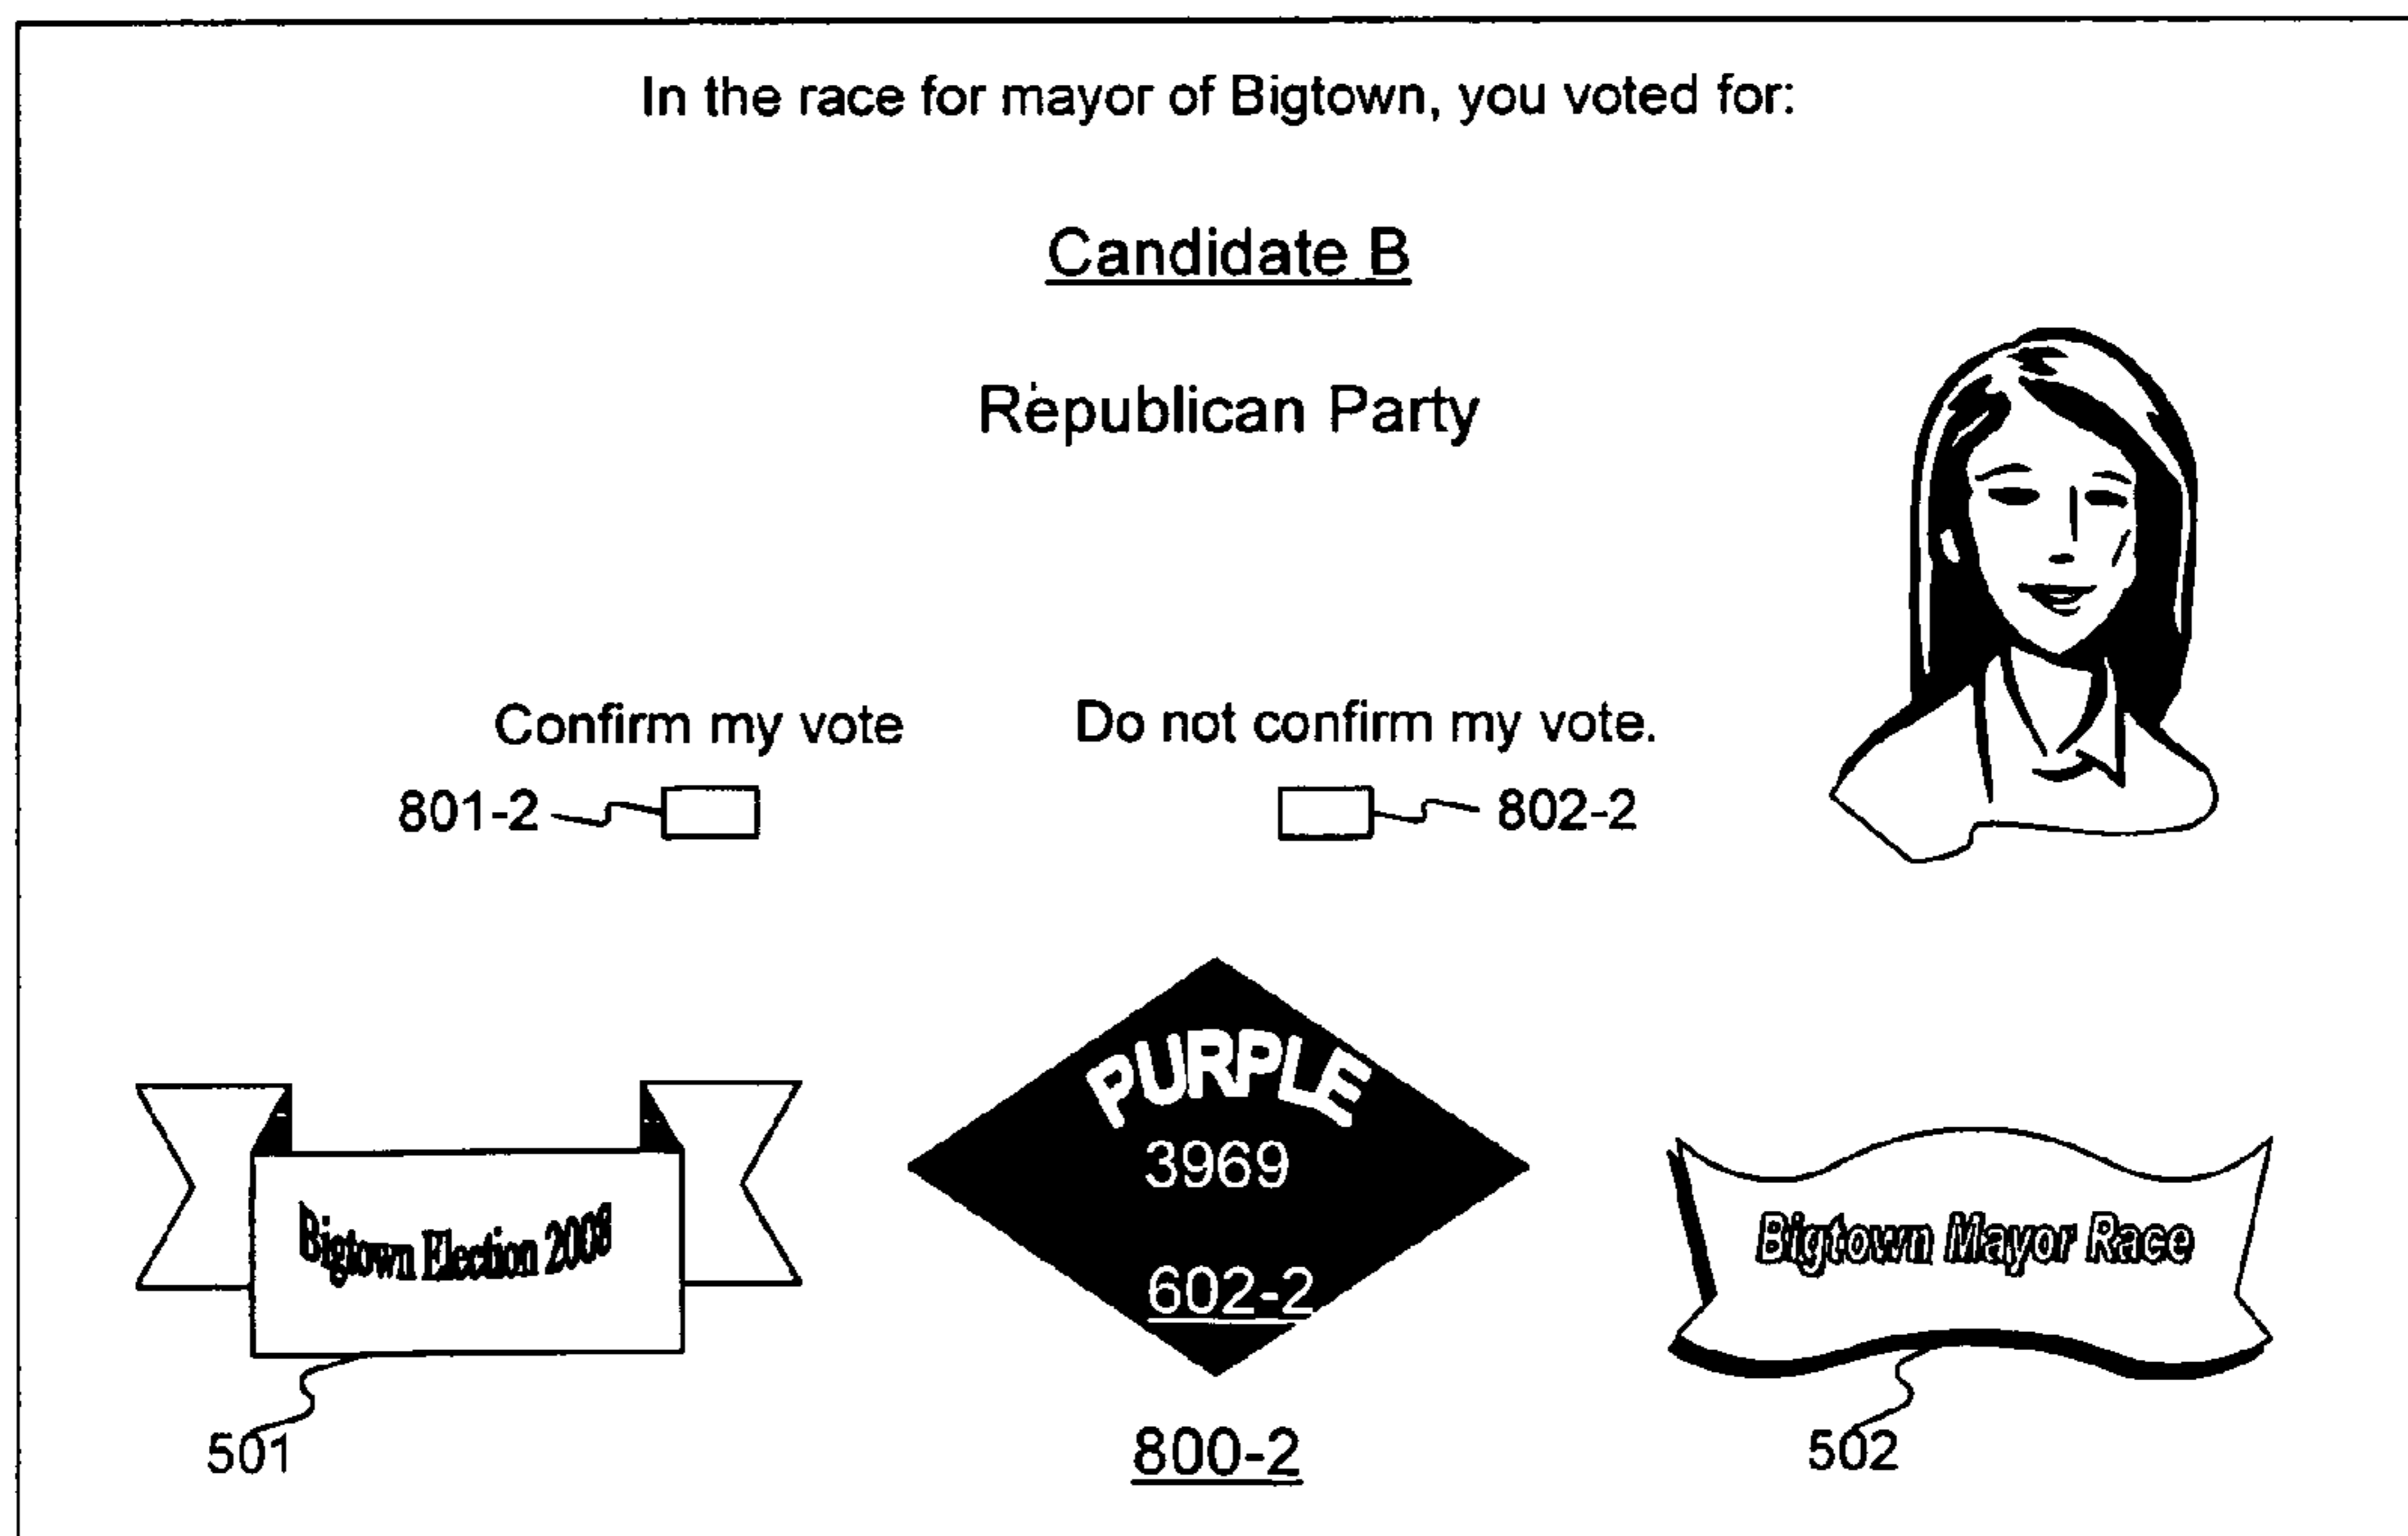 In the race for mayor of Bigtown, you voted for:
Candidate B
Republican Party
Confirm my vote
Do not confirm my vote.
801-2
802-2
PURPLE
3969
602-2
Bigtown Election
Bigtown Mayor Race
501
800-2
502